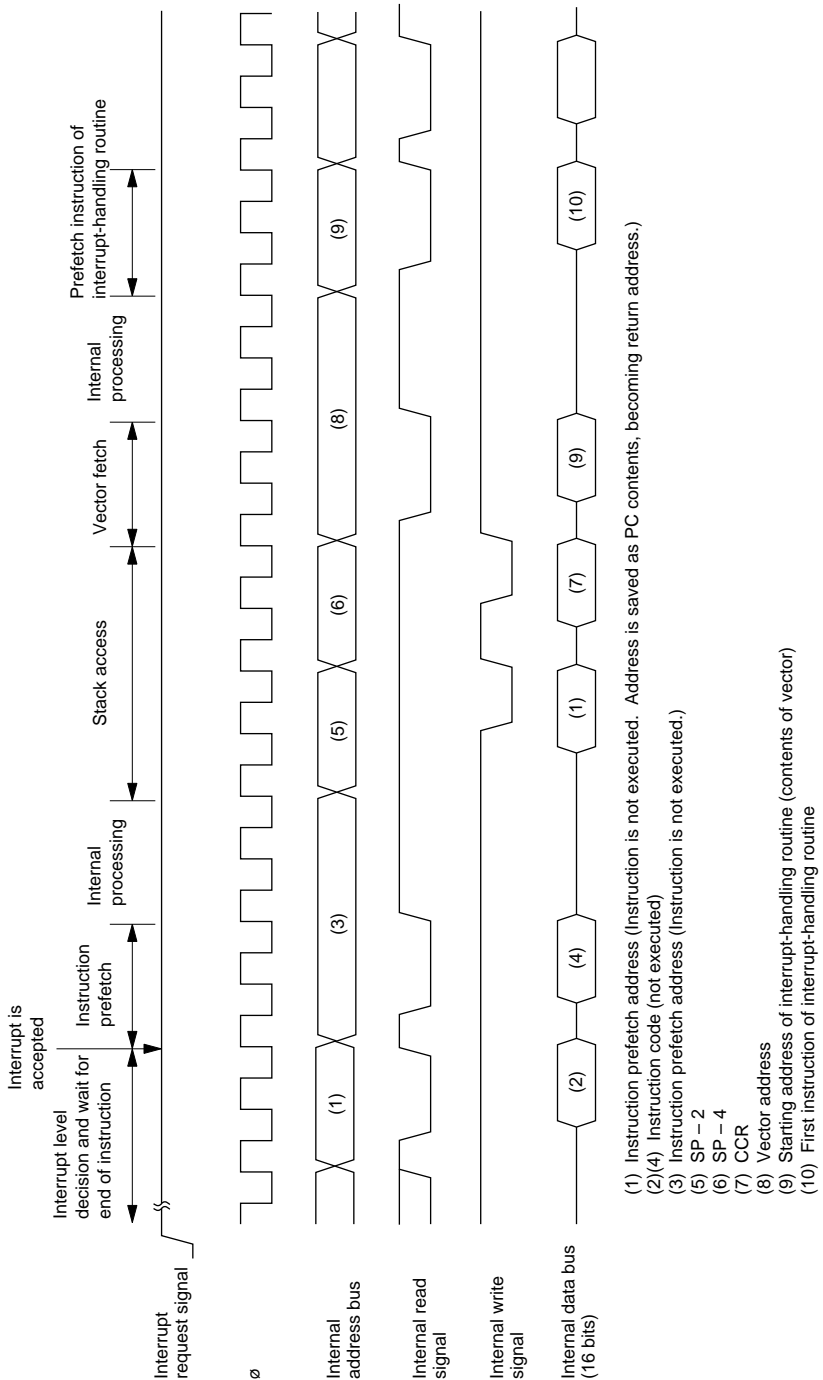 Interrupt is
accepted
Interrupt level
decision and wait for
end of instruction
Instruction
prefetch
Internal
processing
Stack access
Vector fetch
Internal
processing
Prefetch instruction of
interrupt-handling routine
Interrupt
request signal
ø
Internal
address bus
(1)
(3)
(5)
(6)
(8)
(9)
Internal read
signal
Internal write
signal
Internal data bus
(16 bits)
(2)
(4)
(1)
(7)
(9)
(10)
(1) Instruction prefetch address (Instruction is not executed. Address is saved as PC contents, becoming return address.)
(2)(4) Instruction code (not executed)
(3) Instruction prefetch address (Instruction is not executed.)
(5) SP – 2
(6) SP – 4
(7) CCR
(8) Vector address
(9) Starting address of interrupt-handling routine (contents of vector)
(10) First instruction of interrupt-handling routine